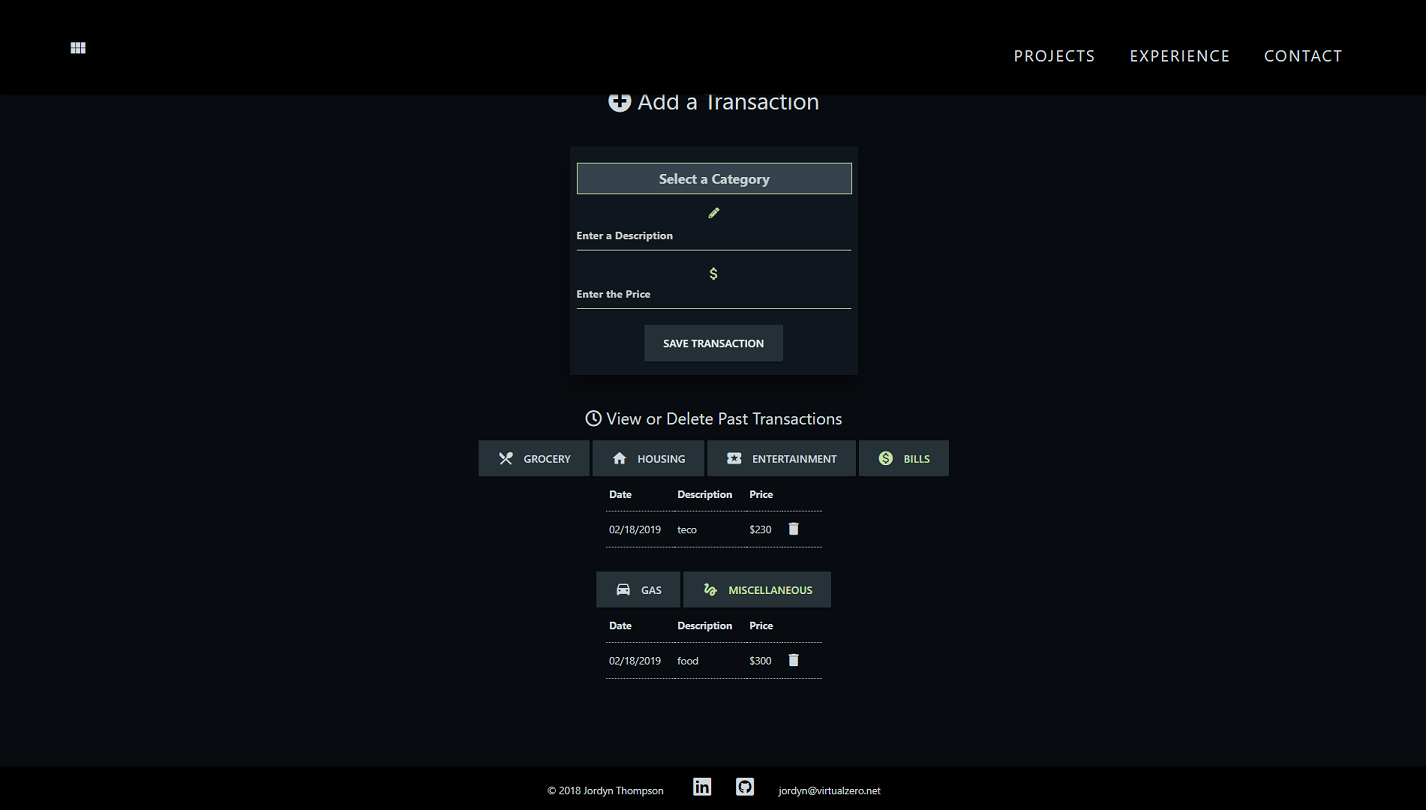 PROJECTS EXPERIENCE CONTACT
Add a Transaction
Select a Category
Enter a Description
$
Enter the Price
SAVE TRANSACTION
View or Delete Past Transactions
GROCERY HOUSING ENTERTAINMENT $ BILLS
Date Description Price
02/18/2019 teco $230
GAS MISCELLANEOUS
Date Description Price
02/18/2019 food $300
© 2018 Jordyn Thompson in jordyn@virtualzero.net